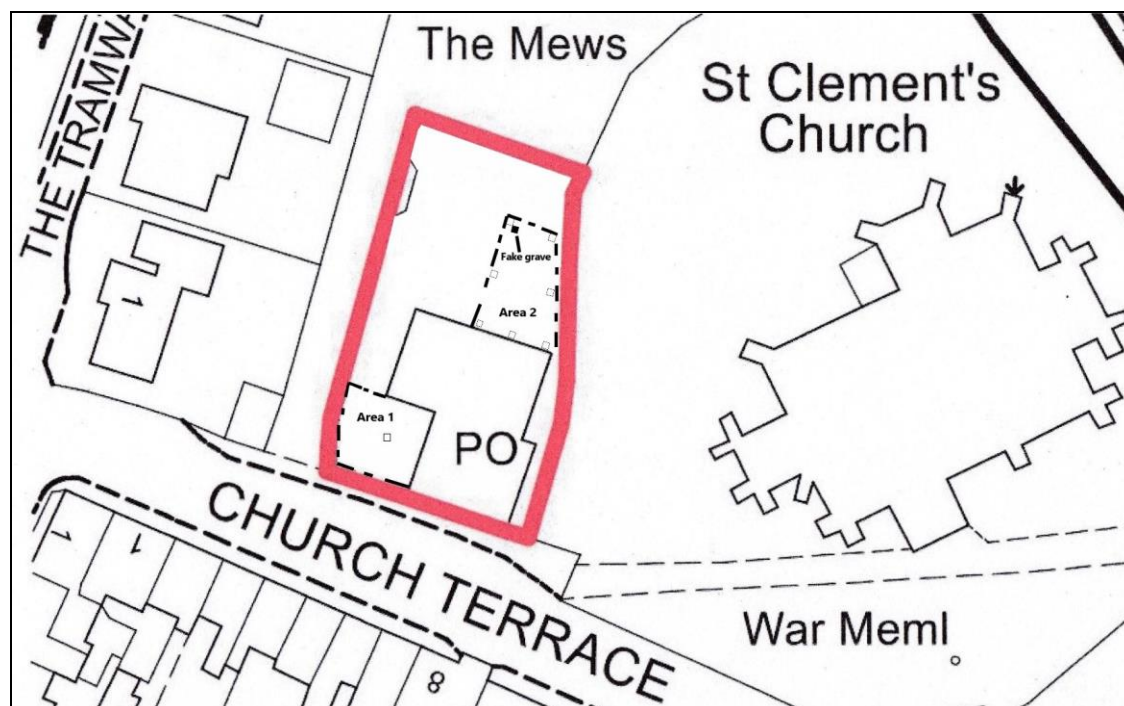 The Mews
St Clement's
Church
THE TRAMWA
Fake grave
Area 2
1
Area 1
PO
CHURCH TERRACE
1
1
8
War Meml